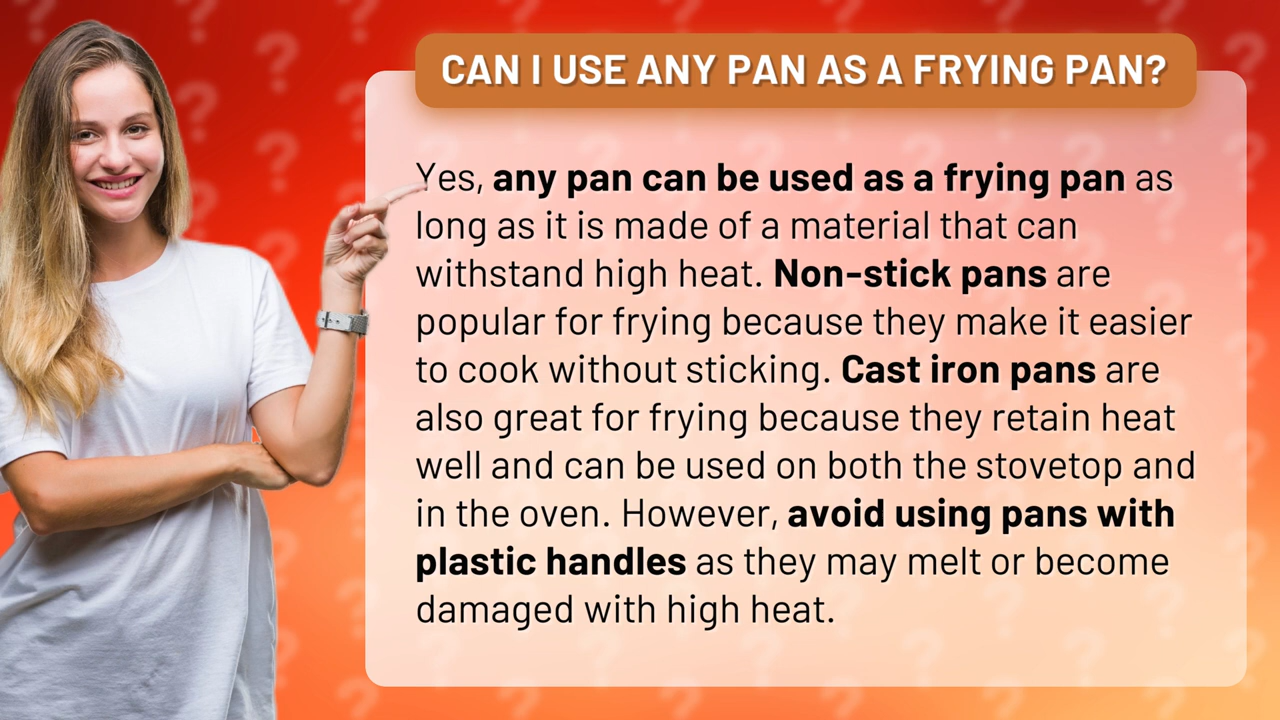 CAN I USE ANY PAN AS A FRYING PAN?
Yes, any pan can be used as a frying pan as
long as it is made of a material that can
withstand high heat. Non-stick pans are
popular for frying because they make it easier
to cook without sticking. Cast iron pans are
also great for frying because they retain heat
well and can be used on both the stovetop and
in the oven. However, avoid using pans with
plastic handles as they may melt or become
damaged with high heat.